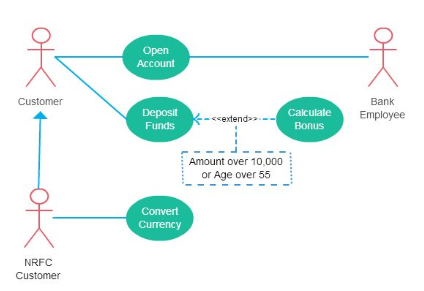 Open
Account
Customer
Bank
Employee
Deposit
Funds
<<extend>>
Calculate
Bonus
Amount over 10,000
or Age over 55
Convert
Currency
NRFC
Customer